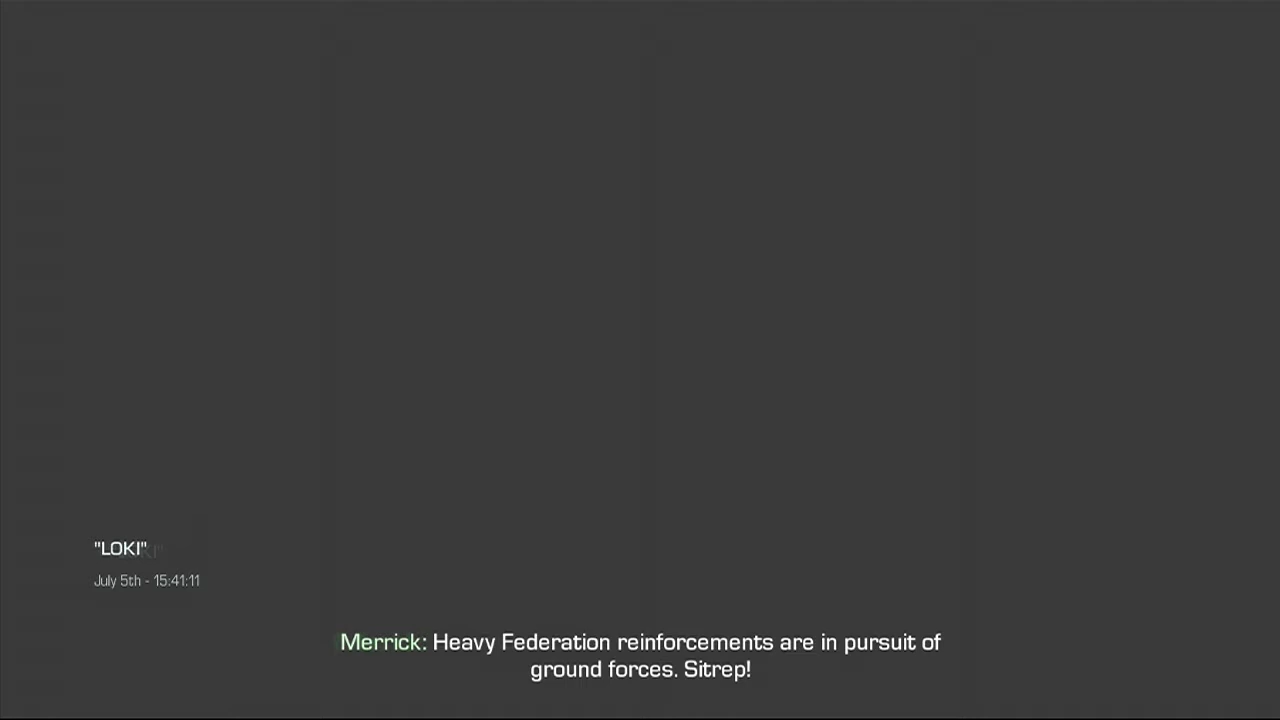 "LOKI"
July 5th - 15:41:11
Merrick: Heavy Federation reinforcements are in pursuit of
ground forces. Sitrep!